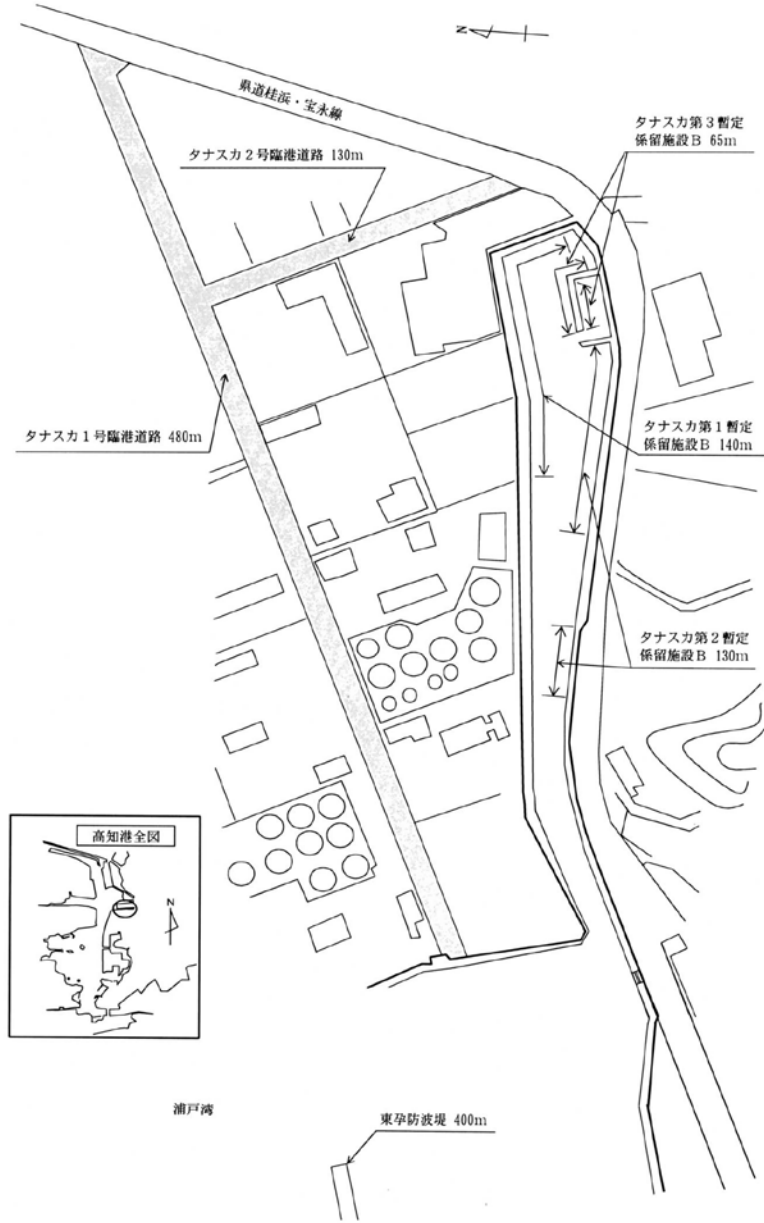 N
県道桂浜・宝永線
タナスカ第3暫定
係留施設B 65m
タナスカ2号臨港道路 130m
タナスカ1号臨港道路 480m
タナスカ第1暫定
係留施設B 140m
タナスカ第2暫定
係留施設B 130m
高知港全図
N
浦戸湾
東孕防波堤 400m